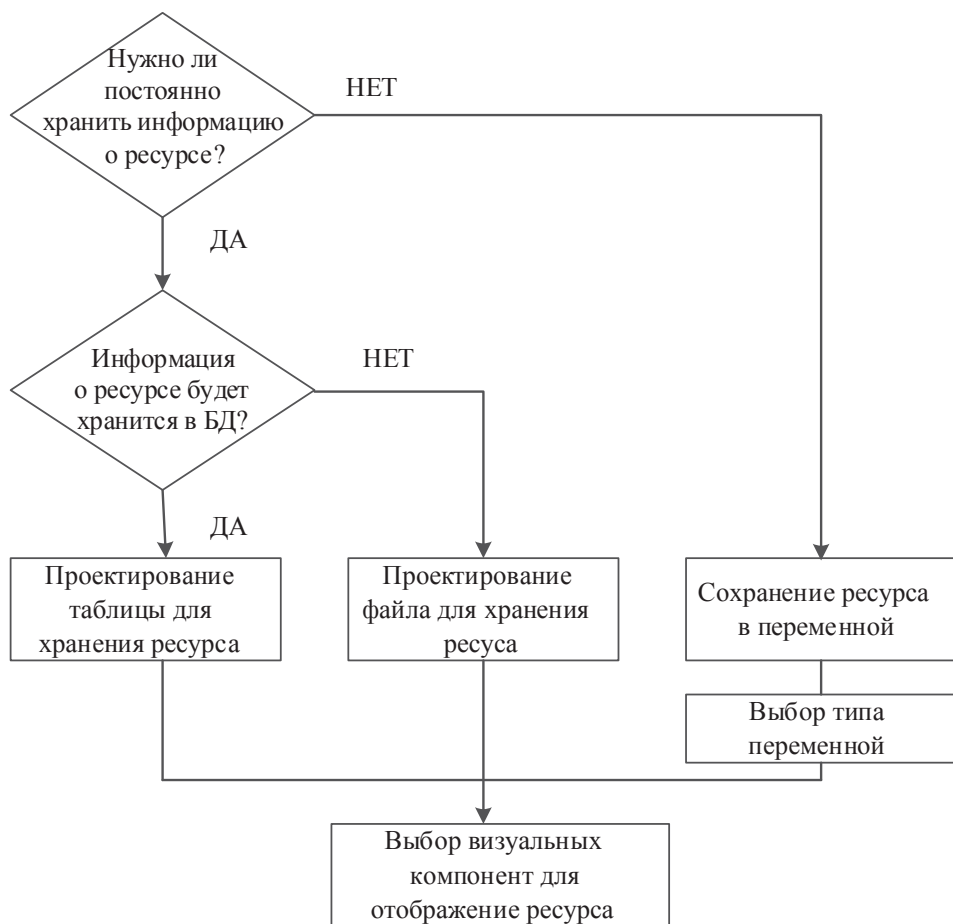 Нужно ли
постоянно
хранить информацию
о ресурсе?
НЕТ
ДА
Информация
о ресурсе будет
хранится в БД?
НЕТ
ДА
Проектирование
таблицы для
хранения ресурса
Проектирование
файла для хранения
ресуса
Сохранение ресурса
в переменной
Выбор типа
переменной
Выбор визуальных
компонент для
отображение ресурса